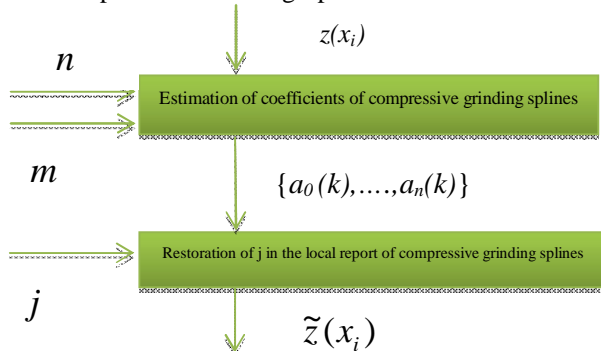 z(x_i)
n
Estimation of coefficients of compressive grinding splines
m
{a_0(k),....,a_n(k)}
Restoration of j in the local report of compressive grinding splines
j
z̃(x_i)